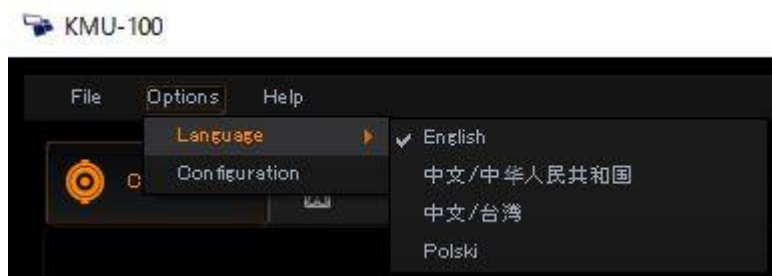 KMU-100
File Options Help
Language ✓ English
C Configuration 中文/中华人民共和国
中文/台灣
Polski